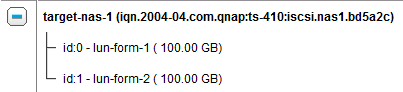 target-nas-1 (iqn.2004-04.com.qnap:ts-410:iscsi.nas1.bd5a2c)
id:0 - lun-form-1 ( 100.00 GB)
id:1 - lun-form-2 ( 100.00 GB)